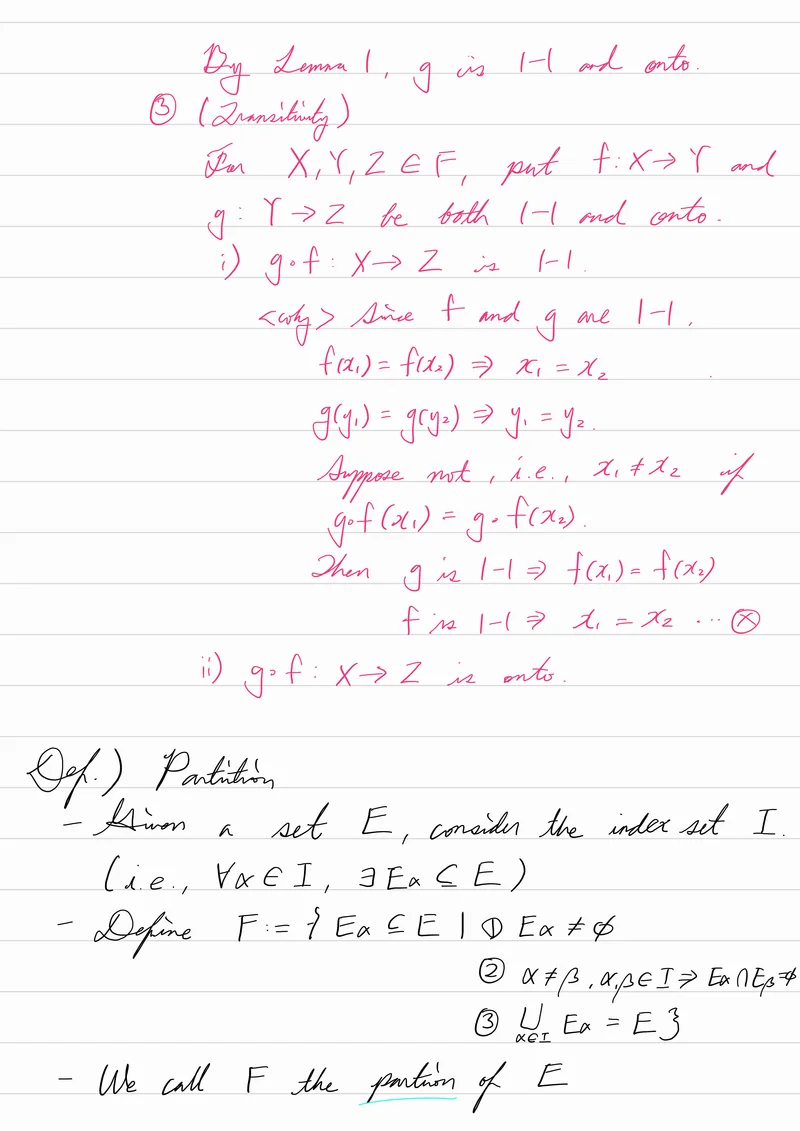 By Lemma 1, g is 1-1 and onto.
③ (Transitivity)
For X, Y, Z ∈ F, put f: X → Y and
g: Y → Z be both 1-1 and onto.
i) g∘f: X → Z is 1-1.
<why> Since f and g are 1-1,
f(x₁) = f(x₂) ⇒ x₁ = x₂
g(y₁) = g(y₂) ⇒ y₁ = y₂.
Suppose not, i.e., x₁ ≠ x₂ if
g∘f(x₁) = g∘f(x₂).
Then g is 1-1 ⇒ f(x₁) = f(x₂)
f is 1-1 ⇒ x₁ = x₂ ... ⊗
ii) g∘f: X → Z is onto.
Def.) Partition
- Given a set E, consider the index set I.
(i.e., ∀α ∈ I, ∃Eα ⊆ E)
- Define F := { Eα ⊆ E | ① Eα ≠ ϕ
② α ≠ β, α,β ∈ I ⇒ Eα ∩ Eβ = ϕ
③ ⋃α∈I Eα = E }
- We call F the partion of E